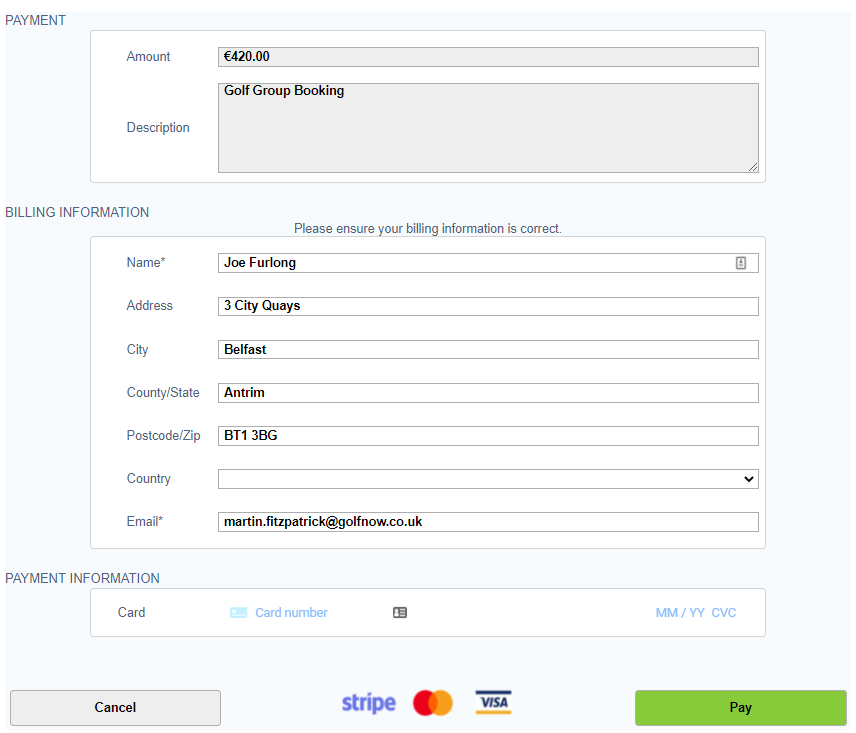 PAYMENT
Amount €420.00
Golf Group Booking
Description
BILLING INFORMATION
Please ensure your billing information is correct.
Name* Joe Furlong
Address 3 City Quays
City Belfast
County/State Antrim
Postcode/Zip BT1 3BG
Country
Email* martin.fitzpatrick@golfnow.co.uk
PAYMENT INFORMATION
Card Card number MM / YY CVC
Cancel stripe VISA Pay